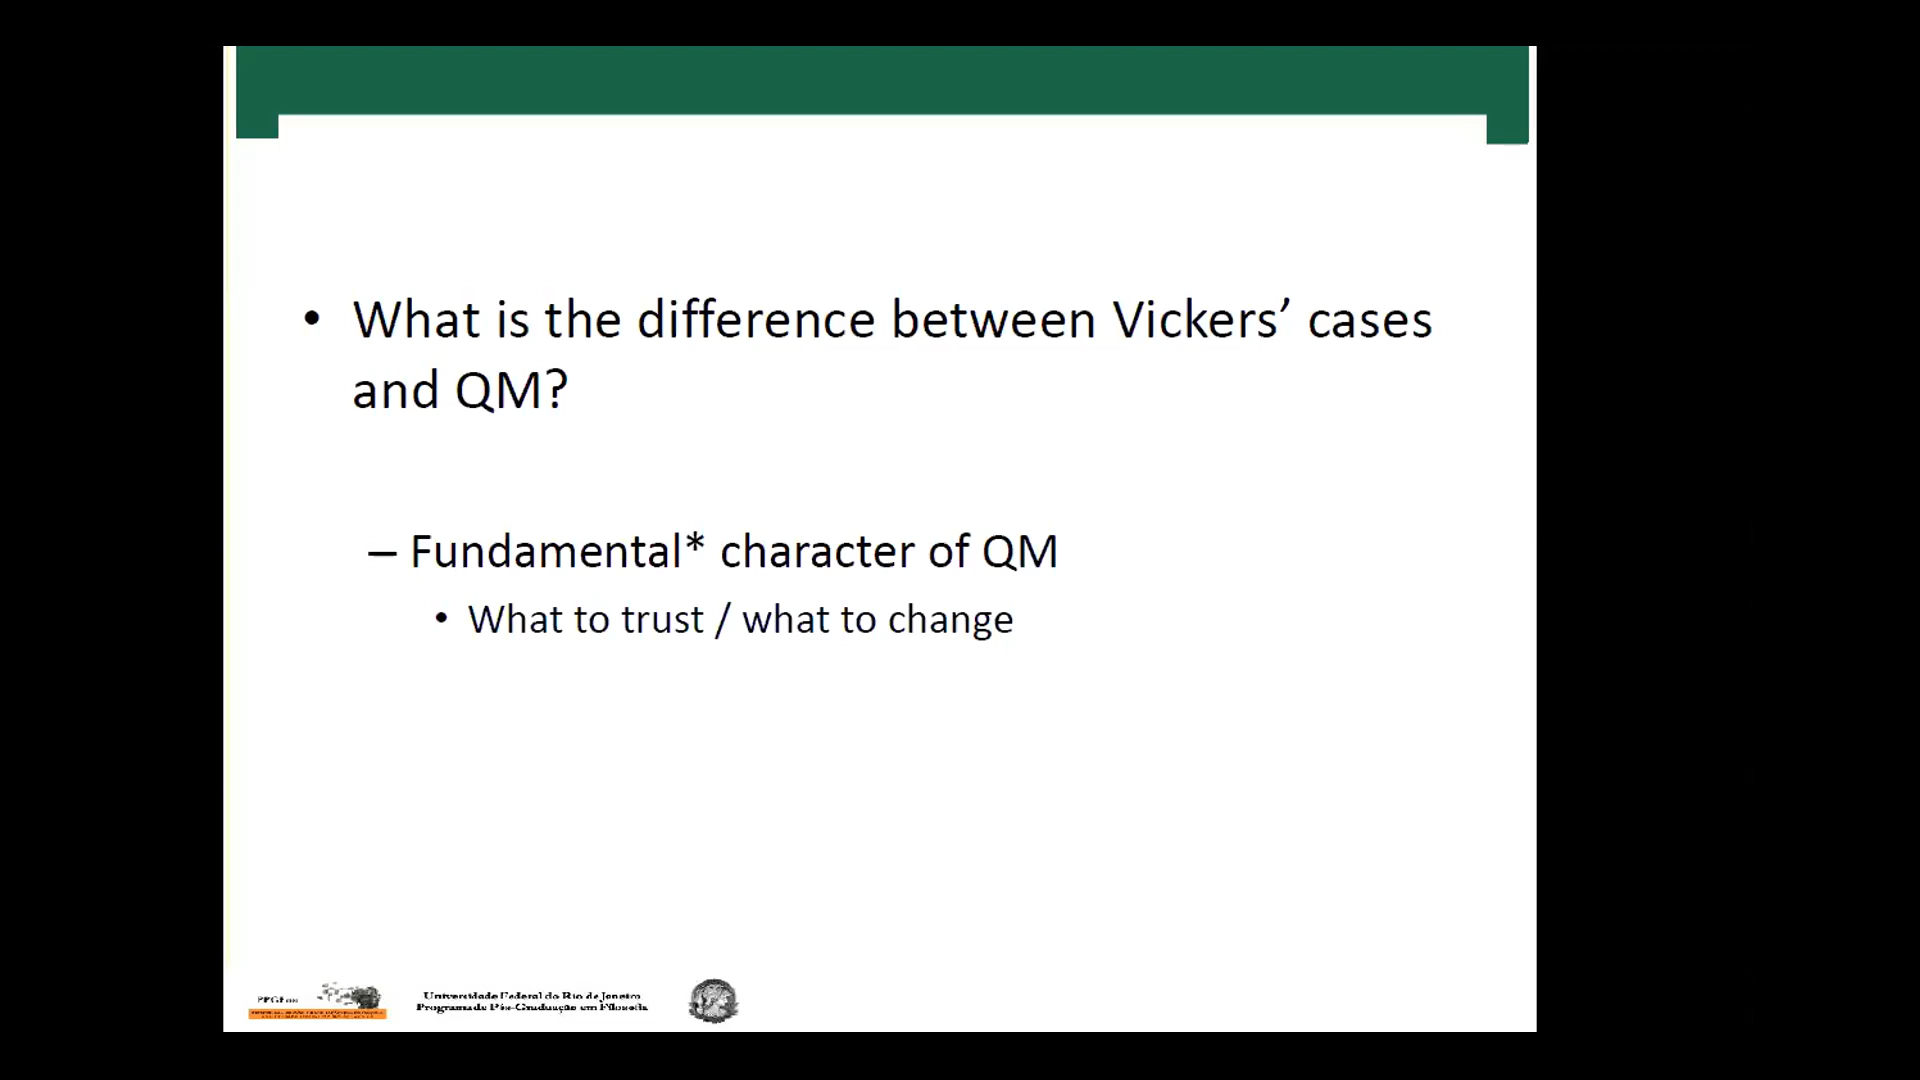 • What is the difference between Vickers’ cases
and QM?
– Fundamental* character of QM
• What to trust / what to change
Universidade Federal do Rio de Janeiro
Programa de Pós-Graduação em Filosofia